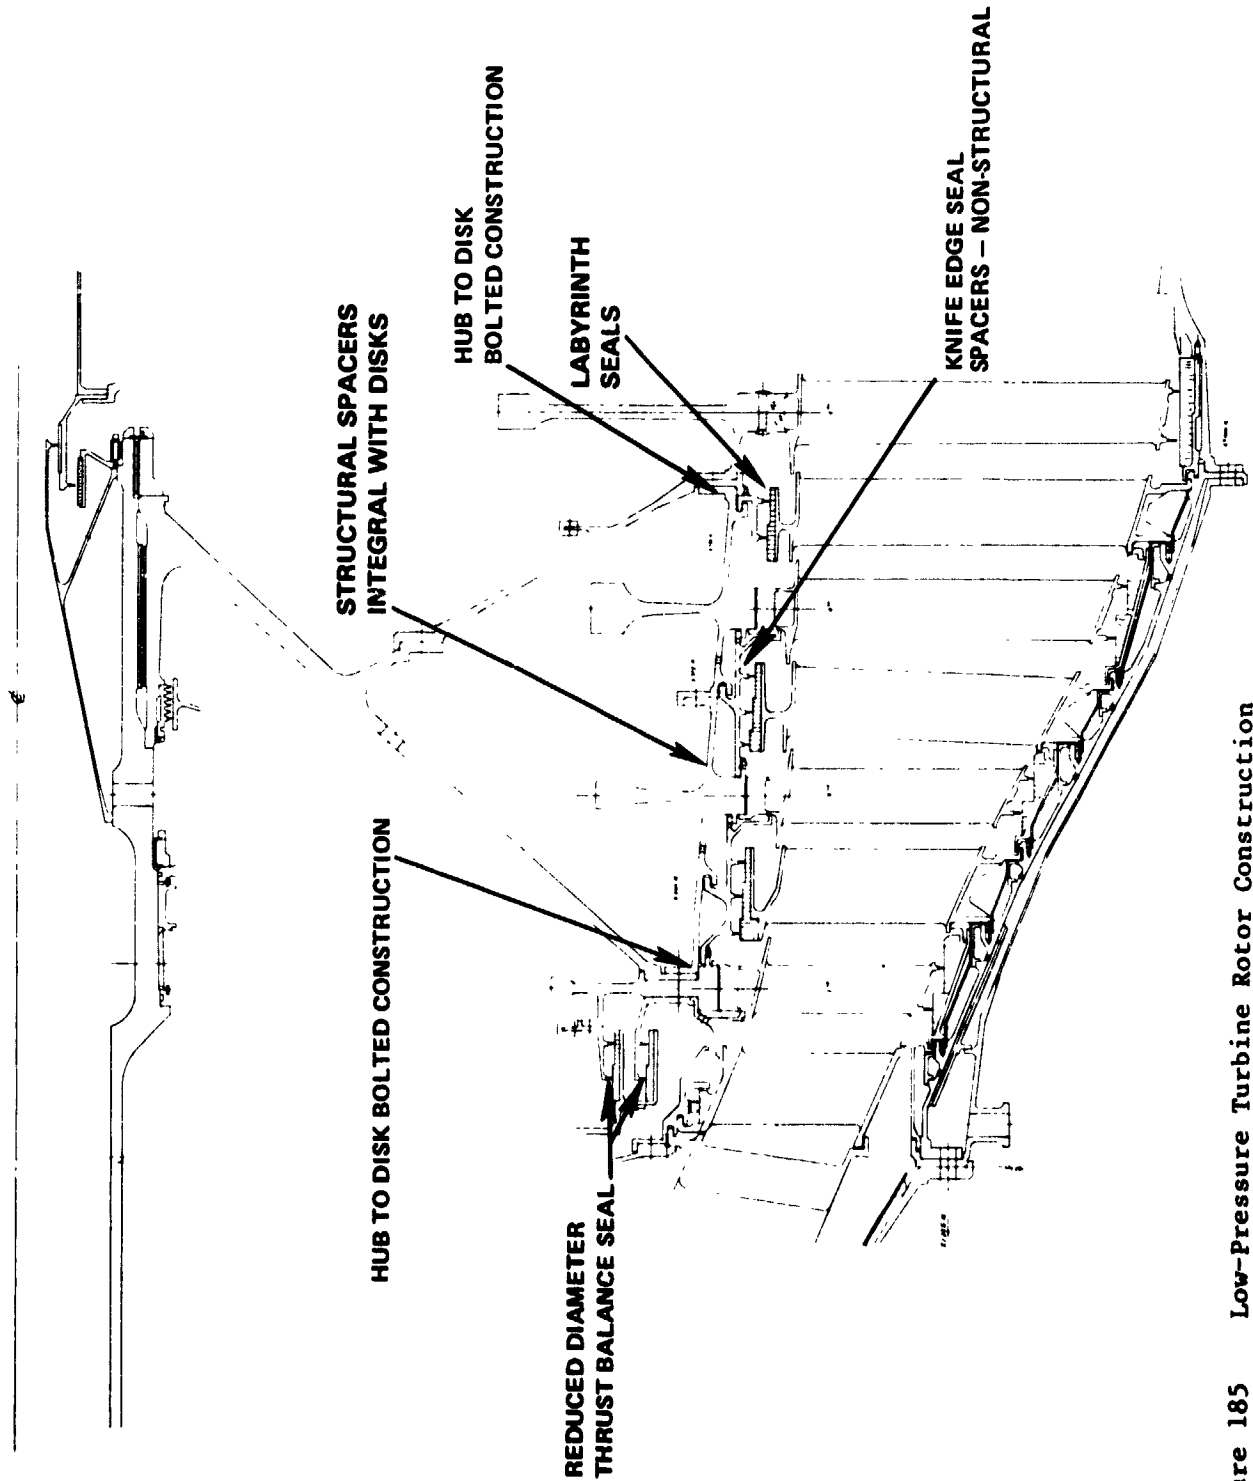 STRUCTURAL SPACERS
INTEGRAL WITH DISKS
HUB TO DISK
BOLTED CONSTRUCTION
LABYRINTH
SEALS
HUB TO DISK BOLTED CONSTRUCTION
KNIFE EDGE SEAL
SPACERS – NON-STRUCTURAL
REDUCED DIAMETER
THRUST BALANCE SEAL
re 185 Low-Pressure Turbine Rotor Construction